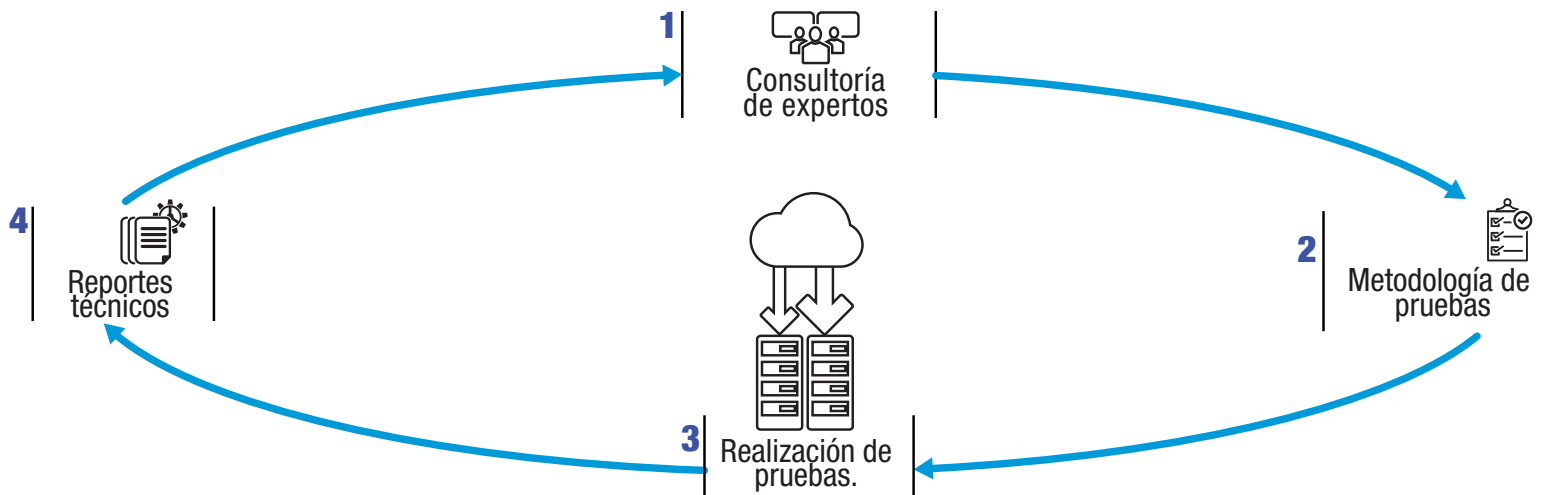 1
Consultoría
de expertos
2
Metodología de
pruebas
3
Realización de
pruebas.
4
Reportes
técnicos